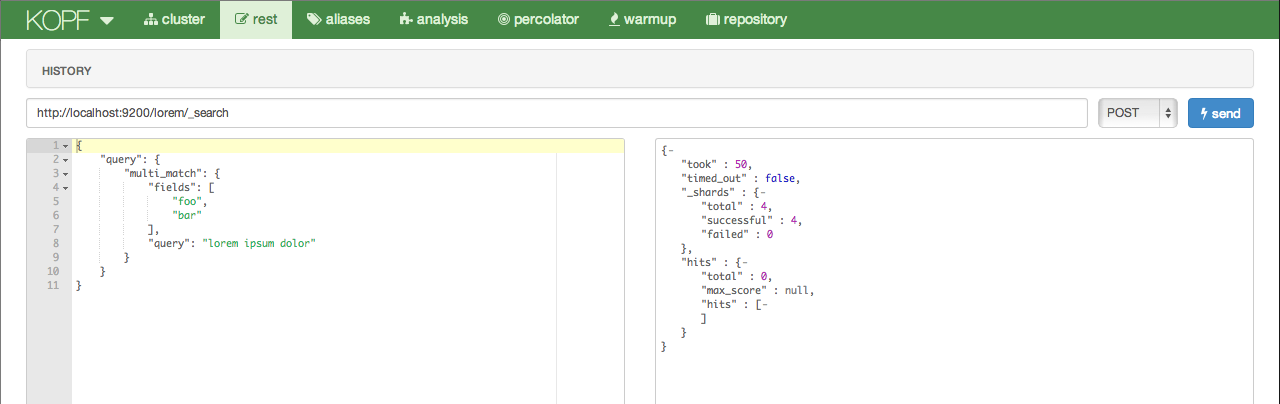 KOPF cluster rest aliases analysis percolator warmup repository
HISTORY
http://localhost:9200/lorem/_search POST send
1 {
2 "query": {
3 "multi_match": {
4 "fields": [
5 "foo",
6 "bar"
7 ],
8 "query": "lorem ipsum dolor"
9 }
10 }
11 }
{-
"took" : 50,
"timed_out" : false,
"_shards" : {-
"total" : 4,
"successful" : 4,
"failed" : 0
},
"hits" : {-
"total" : 0,
"max_score" : null,
"hits" : [-
]
}
}